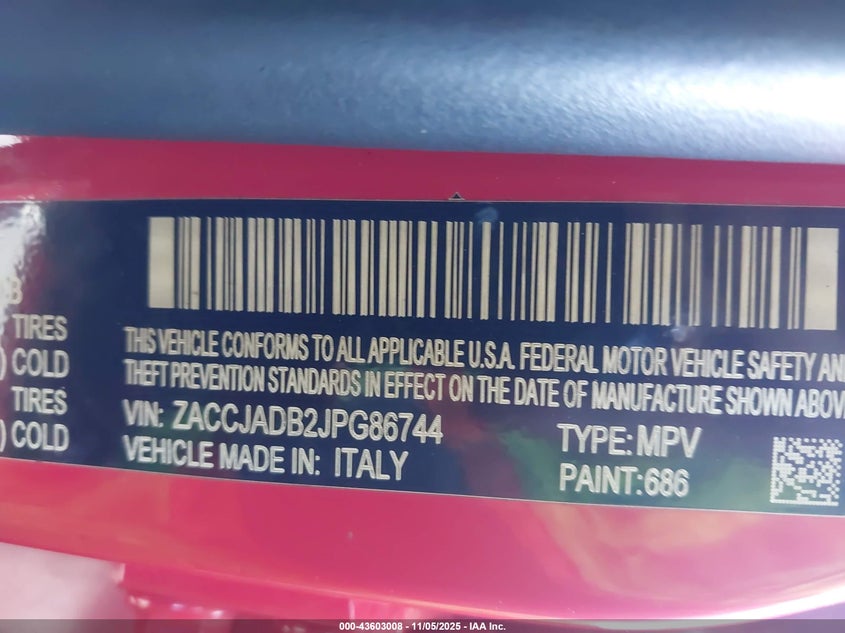 B
TIRES
) COLD
TIRES
) COLD
THIS VEHICLE CONFORMS TO ALL APPLICABLE U.S.A. FEDERAL MOTOR VEHICLE SAFETY AN
THEFT PREVENTION STANDARDS IN EFFECT ON THE DATE OF MANUFACTURE SHOWN ABOV
VIN: ZACCJADB2JPG86744
TYPE: MPV
VEHICLE MADE IN: ITALY
PAINT:686
000-43603008 - 11/05/2025 - IAA Inc.